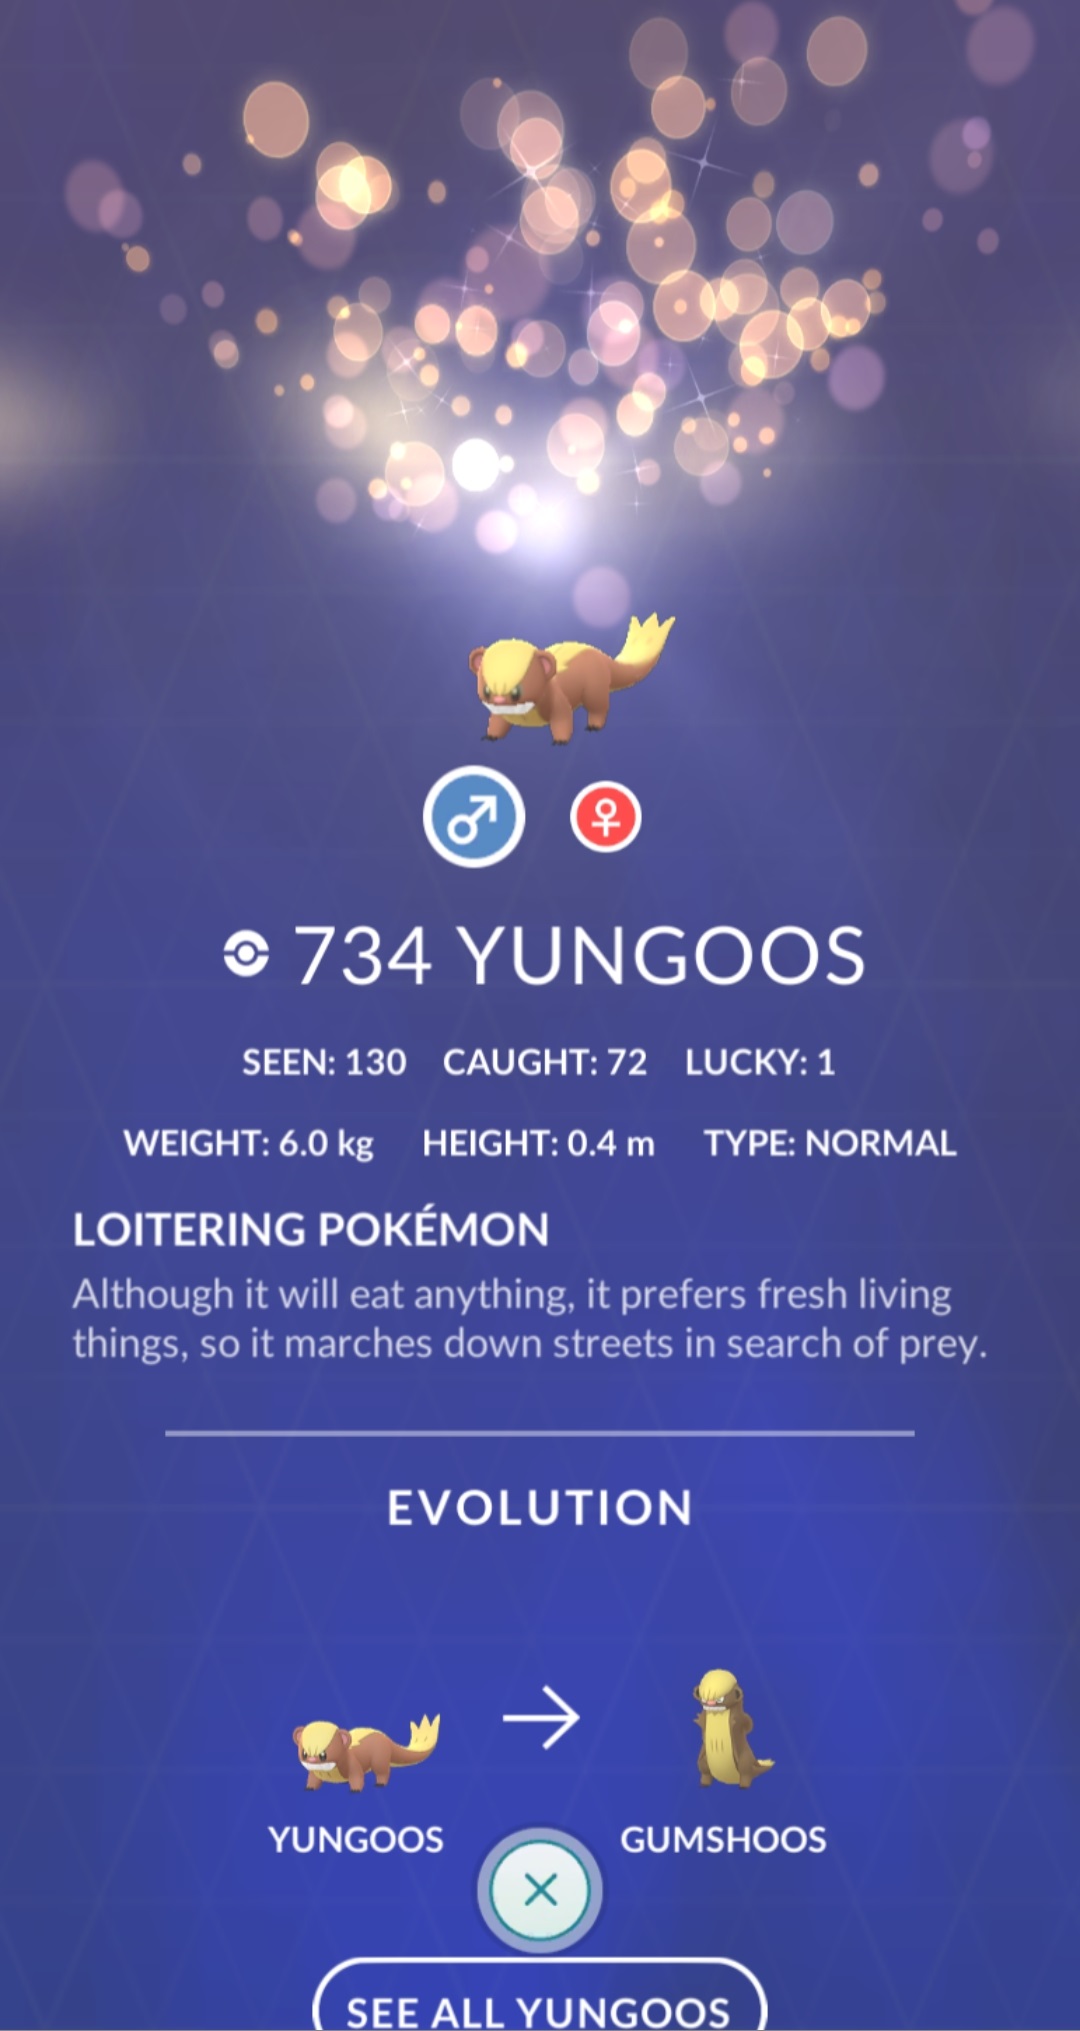 734 YUNGOOS
SEEN: 130 CAUGHT: 72 LUCKY: 1
WEIGHT: 6.0 kg HEIGHT: 0.4 m TYPE: NORMAL
LOITERING POKÉMON
Although it will eat anything, it prefers fresh living
things, so it marches down streets in search of prey.
EVOLUTION
YUNGOOS GUMSHOOS
SEE ALL YUNGOOS